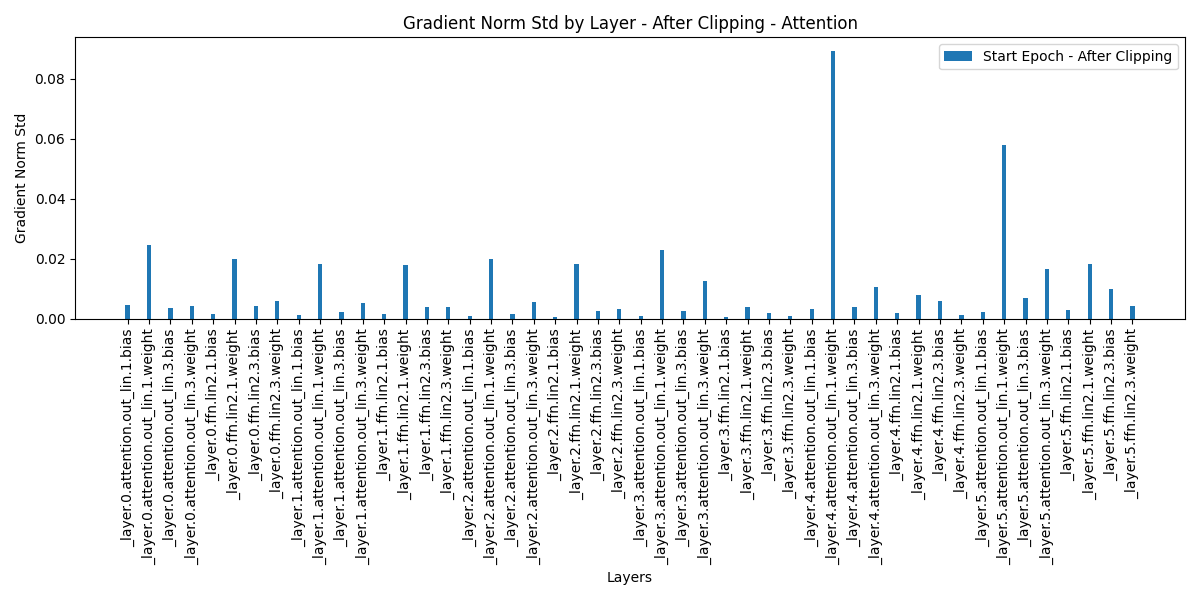 Gradient Norm Std by Layer - After Clipping - Attention
Start Epoch - After Clipping
Gradient Norm Std
0.08
0.06
0.04
0.02
0.00
_layer.0.attention.out_lin.1.bias
_layer.0.attention.out_lin.1.weight
_layer.0.attention.out_lin.3.bias
_layer.0.attention.out_lin.3.weight
_layer.0.ffn.lin2.1.bias
_layer.0.ffn.lin2.1.weight
_layer.0.ffn.lin2.3.bias
_layer.0.ffn.lin2.3.weight
_layer.1.attention.out_lin.1.bias
_layer.1.attention.out_lin.1.weight
_layer.1.attention.out_lin.3.bias
_layer.1.attention.out_lin.3.weight
_layer.1.ffn.lin2.1.bias
_layer.1.ffn.lin2.1.weight
_layer.1.ffn.lin2.3.bias
_layer.1.ffn.lin2.3.weight
_layer.2.attention.out_lin.1.bias
_layer.2.attention.out_lin.1.weight
_layer.2.attention.out_lin.3.bias
_layer.2.attention.out_lin.3.weight
_layer.2.ffn.lin2.1.bias
_layer.2.ffn.lin2.1.weight
_layer.2.ffn.lin2.3.bias
_layer.2.ffn.lin2.3.weight
_layer.3.attention.out_lin.1.bias
_layer.3.attention.out_lin.1.weight
_layer.3.attention.out_lin.3.bias
_layer.3.attention.out_lin.3.weight
_layer.3.ffn.lin2.1.bias
_layer.3.ffn.lin2.1.weight
_layer.3.ffn.lin2.3.bias
_layer.3.ffn.lin2.3.weight
_layer.4.attention.out_lin.1.bias
_layer.4.attention.out_lin.1.weight
_layer.4.attention.out_lin.3.bias
_layer.4.attention.out_lin.3.weight
_layer.4.ffn.lin2.1.bias
_layer.4.ffn.lin2.1.weight
_layer.4.ffn.lin2.3.bias
_layer.4.ffn.lin2.3.weight
_layer.5.attention.out_lin.1.bias
_layer.5.attention.out_lin.1.weight
_layer.5.attention.out_lin.3.bias
_layer.5.attention.out_lin.3.weight
_layer.5.ffn.lin2.1.bias
_layer.5.ffn.lin2.1.weight
_layer.5.ffn.lin2.3.bias
_layer.5.ffn.lin2.3.weight
Layers